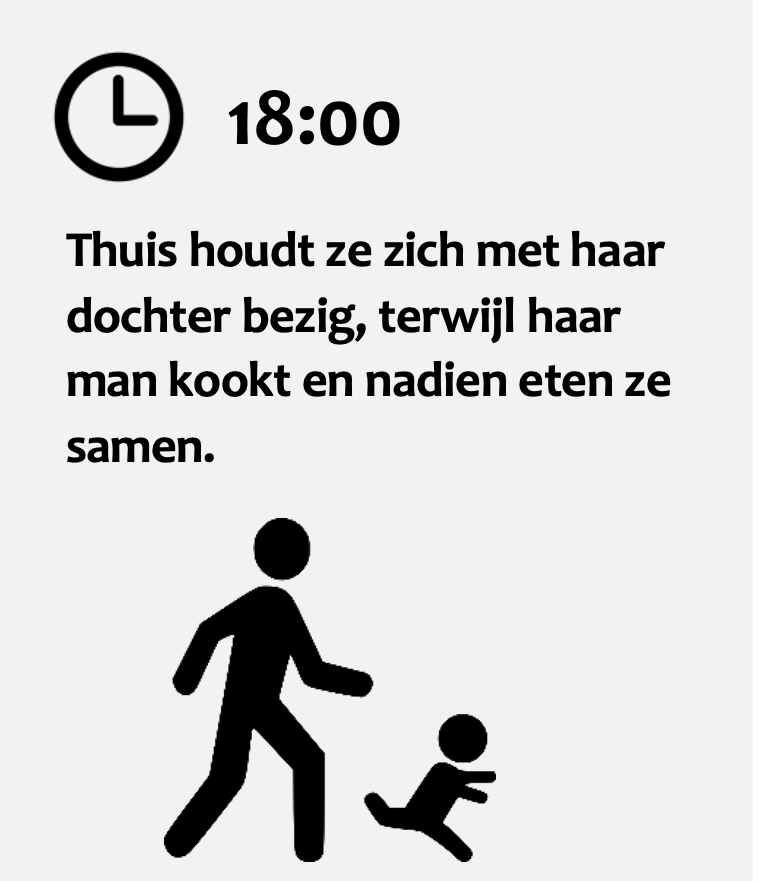 18:00
Thuis houdt ze zich met haar
dochter bezig, terwijl haar
man kookt en nadien eten ze
samen.